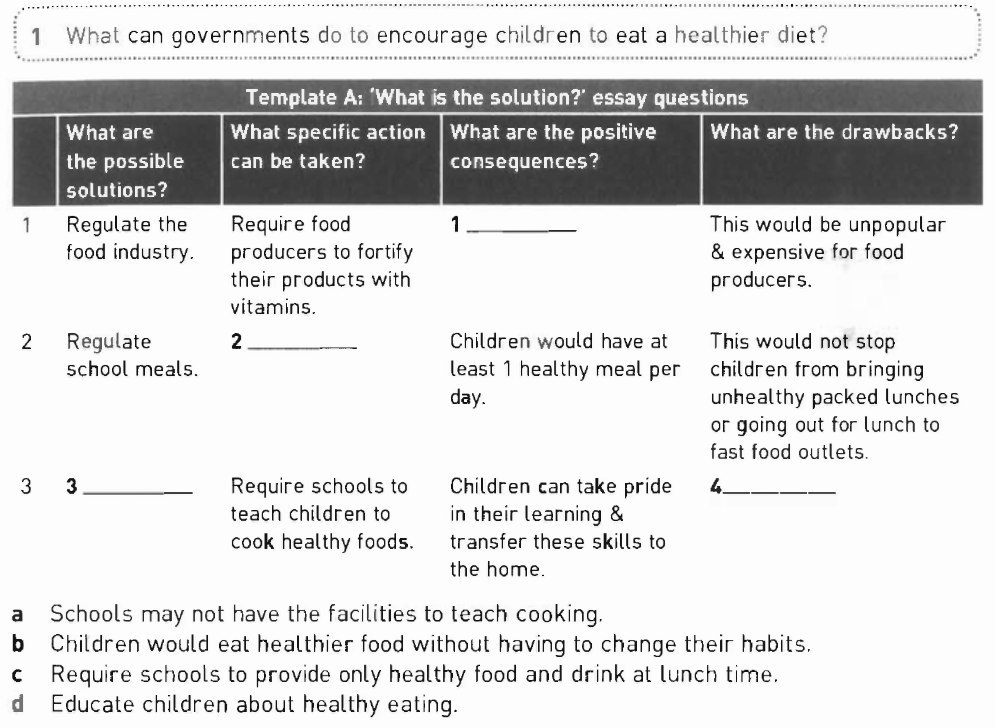 1 What can governments do to encourage children to eat a healthier diet?
Template A: 'What is the solution?' essay questions
What are the possible solutions?
What specific action can be taken?
What are the positive consequences?
What are the drawbacks?
1 Regulate the food industry.
Require food producers to fortify their products with vitamins.
1 __________
This would be unpopular & expensive for food producers.
2 Regulate school meals.
2 __________
Children would have at least 1 healthy meal per day.
This would not stop children from bringing unhealthy packed lunches or going out for lunch to fast food outlets.
3 3 __________
Require schools to teach children to cook healthy foods.
Children can take pride in their learning & transfer these skills to the home.
4 __________
a Schools may not have the facilities to teach cooking.
b Children would eat healthier food without having to change their habits.
c Require schools to provide only healthy food and drink at lunch time.
d Educate children about healthy eating.